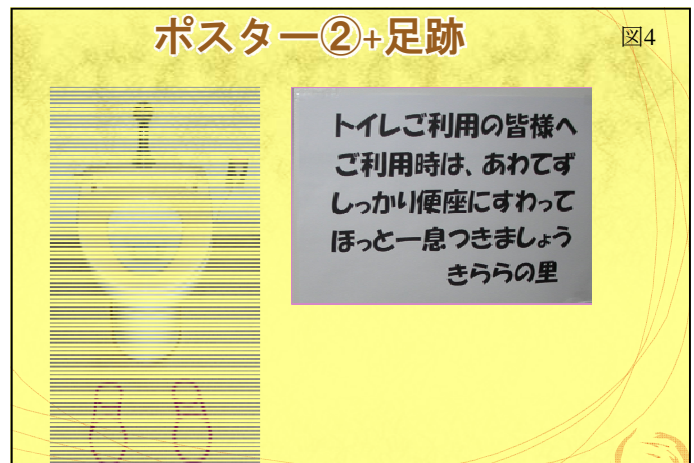 ポスター②+足跡
図4
トイレご利用の皆様へ
ご利用時は、あわてず
しっかり便座にすわって
ほっと一息つきましょう
きららの里